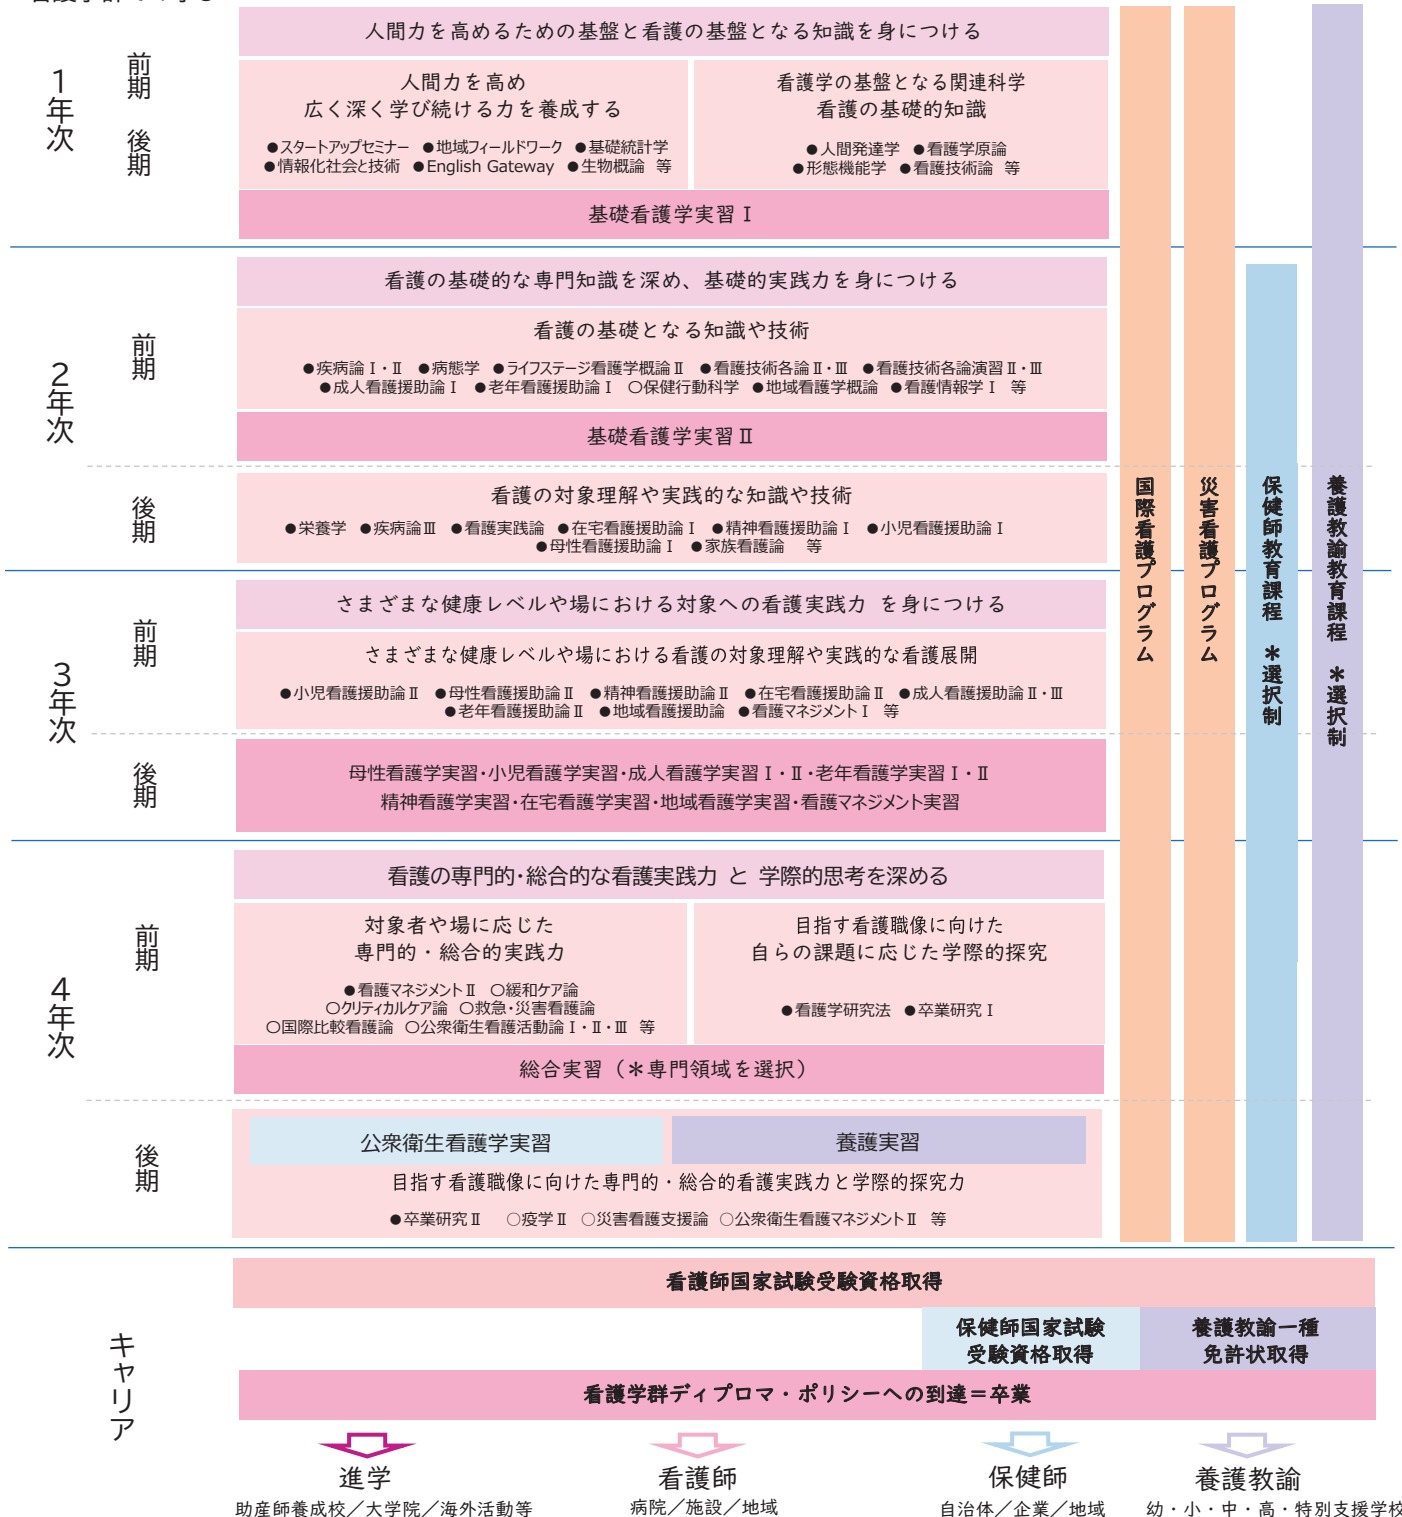 1年次
前期
後期
人間力を高めるための基盤と看護の基盤となる知識を身につける
人間力を高め
広く深く学び続ける力を養成する
●スタートアップセミナー ●地域フィールドワーク ●基礎統計学
●情報化社会と技術 ●English Gateway ●生物概論 等
看護学の基盤となる関連科学
看護の基礎的知識
●人間発達学 ●看護学原論
●形態機能学 ●看護技術論 等
基礎看護学実習Ⅰ
2年次
前期
看護の基礎的な専門知識を深め、基礎的実践力を身につける
看護の基礎となる知識や技術
●疾病論Ⅰ・Ⅱ ●病態学 ●ライフステージ看護学概論Ⅱ ●看護技術各論Ⅱ・Ⅲ ●看護技術各論演習Ⅱ・Ⅲ
●成人看護援助論Ⅰ ●老年看護援助論Ⅰ ○保健行動科学 ●地域看護学概論 ●看護情報学Ⅰ 等
基礎看護学実習Ⅱ
後期
看護の対象理解や実践的な知識や技術
●栄養学 ●疾病論Ⅲ ●看護実践論 ●在宅看護援助論Ⅰ ●精神看護援助論Ⅰ ●小児看護援助論Ⅰ
●母性看護援助論Ⅰ ●家族看護論 等
3年次
前期
さまざまな健康レベルや場における対象への看護実践力 を身につける
さまざまな健康レベルや場における看護の対象理解や実践的な看護展開
●小児看護援助論Ⅱ ●母性看護援助論Ⅱ ●精神看護援助論Ⅱ ●在宅看護援助論Ⅱ ●成人看護援助論Ⅱ・Ⅲ
●老年看護援助論Ⅱ ●地域看護援助論 ●看護マネジメントⅠ 等
後期
母性看護学実習・小児看護学実習・成人看護学実習Ⅰ・Ⅱ・老年看護学実習Ⅰ・Ⅱ
精神看護学実習・在宅看護学実習・地域看護学実習・看護マネジメント実習
4年次
前期
看護の専門的・総合的な看護実践力 と 学際的思考を深める
対象者や場に応じた
専門的・総合的実践力
●看護マネジメントⅡ ○緩和ケア論
○クリティカルケア論 ○救急・災害看護論
○国際比較看護論 ○公衆衛生看護活動論Ⅰ・Ⅱ・Ⅲ 等
目指す看護職像に向けた
自らの課題に応じた学際的探究
●看護学研究法 ●卒業研究Ⅰ
総合実習(＊専門領域を選択)
後期
公衆衛生看護学実習
養護実習
目指す看護職像に向けた専門的・総合的看護実践力と学際的探究力
●卒業研究Ⅱ ○疫学Ⅱ ○災害看護支援論 ○公衆衛生看護マネジメントⅡ 等
国際看護プログラム
災害看護プログラム
保健師教育課程 ＊選択制
養護教諭教育課程 ＊選択制
キャリア
看護師国家試験受験資格取得
保健師国家試験
受験資格取得
養護教諭一種
免許状取得
看護学群ディプロマ・ポリシーへの到達＝卒業
進学
助産師養成校／大学院／海外活動等
看護師
病院／施設／地域
保健師
自治体／企業／地域
養護教諭
幼・小・中・高・特別支援学校